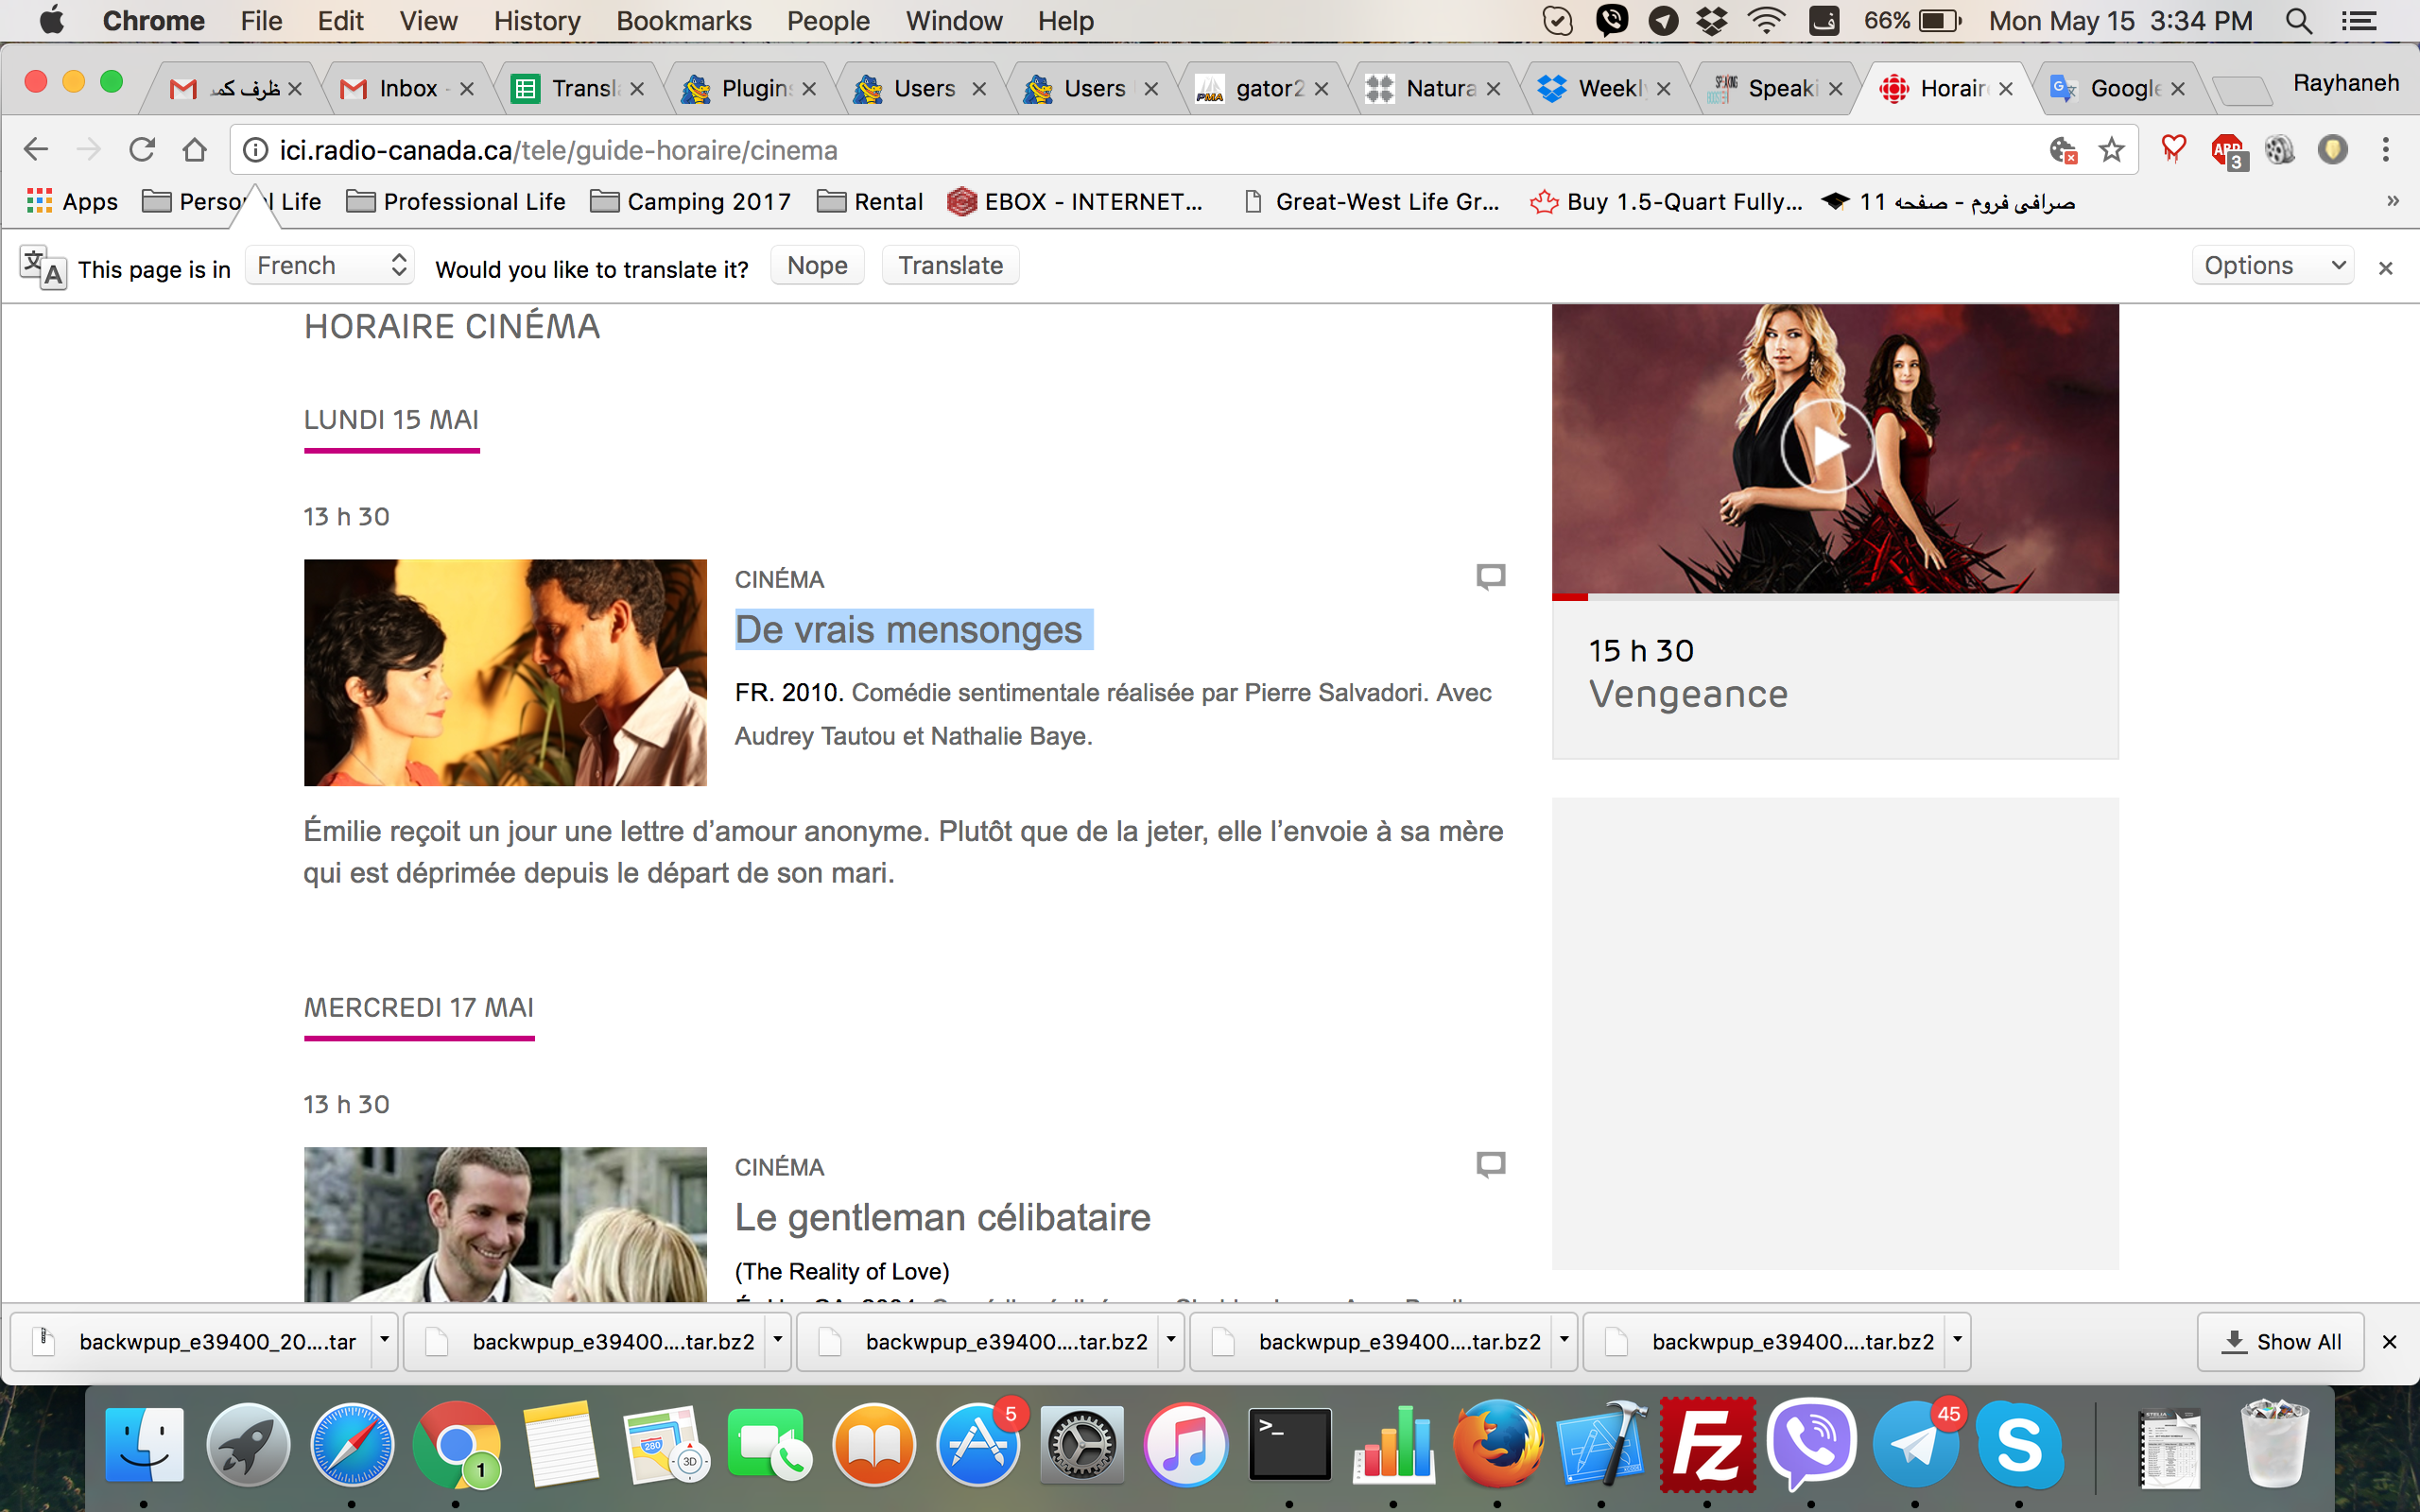 Chrome File Edit View History Bookmarks People Window Help 66% Mon May 15 3:34 PM
ظرف کمد Inbox Transl Plugin Users Users gator2 Natura Weekl Speaki Horair Google Rayhaneh
ici.radio-canada.ca/tele/guide-horaire/cinema ABP 3
Apps Personal Life Professional Life Camping 2017 Rental EBOX - INTERNET... Great-West Life Gr... Buy 1.5-Quart Fully... صرافی فروم - صفحه 11 »
This page is in French Would you like to translate it? Nope Translate Options
HORAIRE CINÉMA
LUNDI 15 MAI
13 h 30
CINÉMA
De vrais mensonges
FR. 2010. Comédie sentimentale réalisée par Pierre Salvadori. Avec
Audrey Tautou et Nathalie Baye.
Émilie reçoit un jour une lettre d’amour anonyme. Plutôt que de la jeter, elle l’envoie à sa mère
qui est déprimée depuis le départ de son mari.
15 h 30
Vengeance
MERCREDI 17 MAI
13 h 30
CINÉMA
Le gentleman célibataire
(The Reality of Love)
backwpup_e39400_20....tar backwpup_e39400....tar.bz2 backwpup_e39400....tar.bz2 backwpup_e39400....tar.bz2 backwpup_e39400....tar.bz2 Show All
1 280 3D 5 >_ Fz 45 S